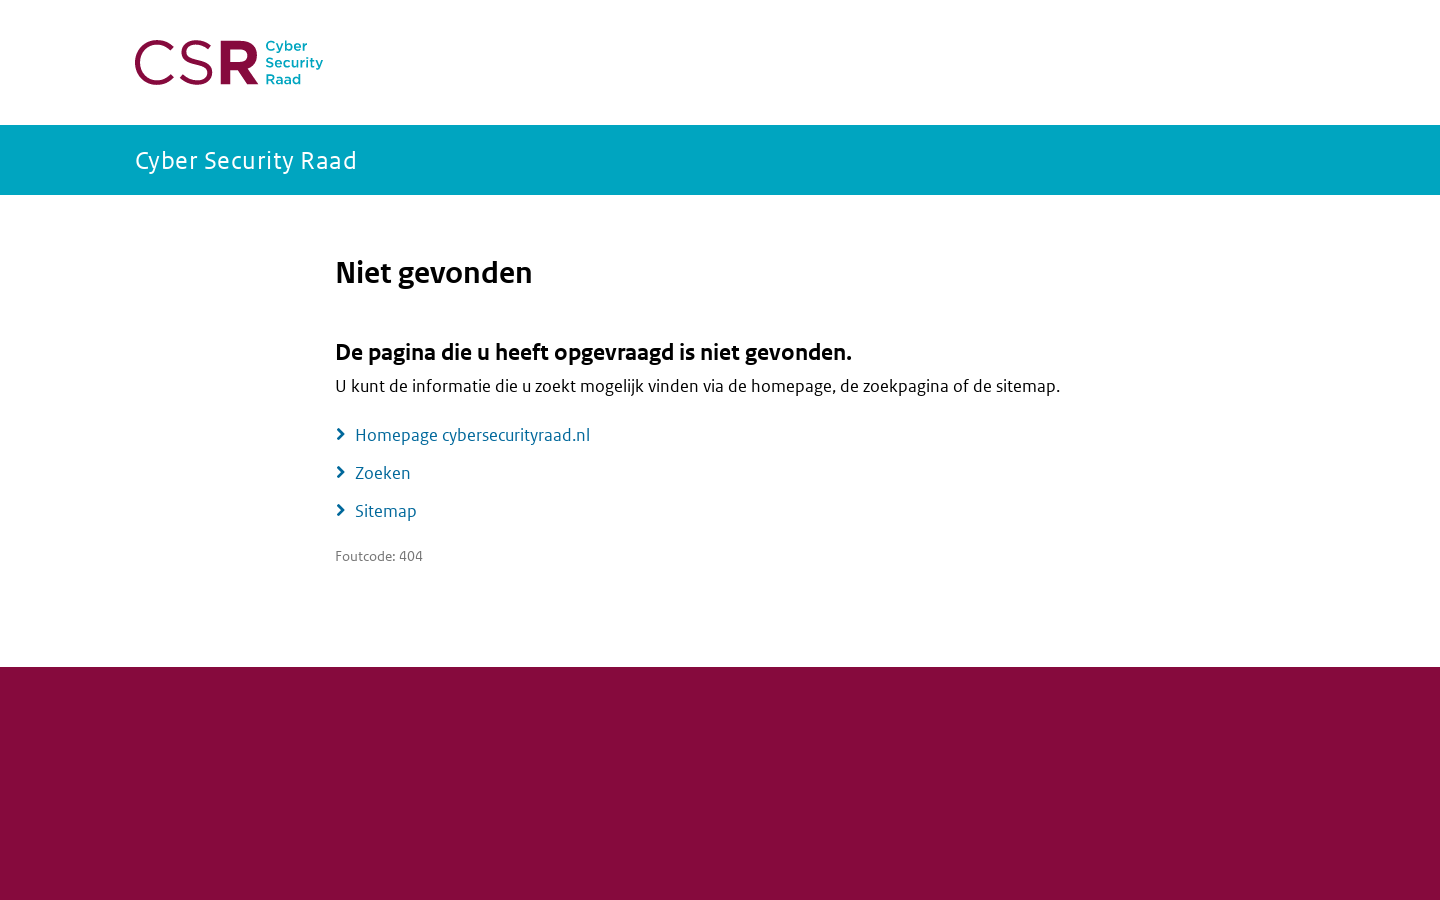 CSR
Cyber
Security
Raad
Cyber Security Raad
Niet gevonden
De pagina die u heeft opgevraagd is niet gevonden.
U kunt de informatie die u zoekt mogelijk vinden via de homepage, de zoekpagina of de sitemap.
Homepage cybersecurityraad.nl
Zoeken
Sitemap
Foutcode: 404